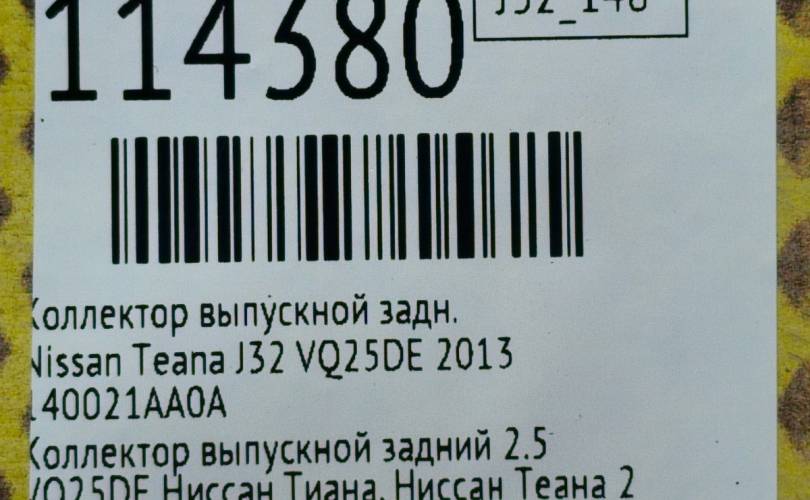 114380
J32_148
Коллектор выпускной задн.
Nissan Teana J32 VQ25DE 2013
140021AA0A
Коллектор выпускной задний 2.5
VQ25DE Ниссан Тиана, Ниссан Теана 2